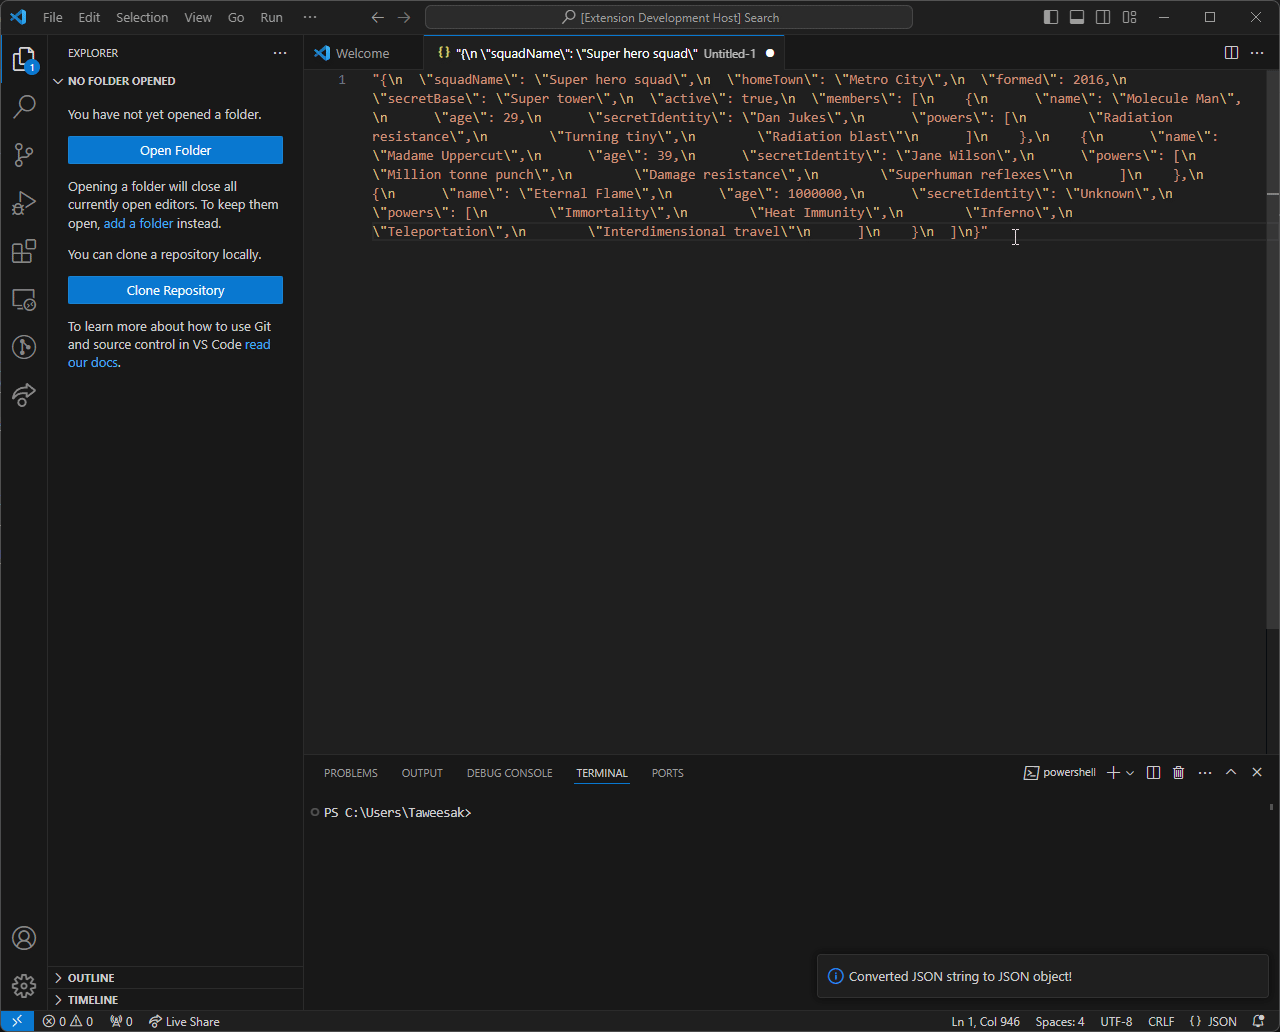 File Edit Selection View Go Run ··· [Extension Development Host] Search
EXPLORER ···
NO FOLDER OPENED
You have not yet opened a folder.
Open Folder
Opening a folder will close all
currently open editors. To keep them
open, add a folder instead.
You can clone a repository locally.
Clone Repository
To learn more about how to use Git
and source control in VS Code read
our docs.
OUTLINE
TIMELINE
1
Welcome {} "{\n \"squadName\": \"Super hero squad\" Untitled-1
1 "{\n  \"squadName\": \"Super hero squad\",\n  \"homeTown\": \"Metro City\",\n  \"formed\": 2016,\n
\"secretBase\": \"Super tower\",\n  \"active\": true,\n  \"members\": [\n    {\n      \"name\": \"Molecule Man\",
\n      \"age\": 29,\n      \"secretIdentity\": \"Dan Jukes\",\n      \"powers\": [\n        \"Radiation
resistance\",\n        \"Turning tiny\",\n        \"Radiation blast\"\n      ]\n    },\n    {\n      \"name\":
\"Madame Uppercut\",\n      \"age\": 39,\n      \"secretIdentity\": \"Jane Wilson\",\n      \"powers\": [\n
\"Million tonne punch\",\n        \"Damage resistance\",\n        \"Superhuman reflexes\"\n      ]\n    },\n
{\n      \"name\": \"Eternal Flame\",\n      \"age\": 1000000,\n      \"secretIdentity\": \"Unknown\",\n
\"powers\": [\n        \"Immortality\",\n        \"Heat Immunity\",\n        \"Inferno\",\n
\"Teleportation\",\n        \"Interdimensional travel\"\n      ]\n    }\n  ]\n}"
PROBLEMS OUTPUT DEBUG CONSOLE TERMINAL PORTS powershell
PS C:\Users\Taweesak>
Converted JSON string to JSON object!
0 0 0 Live Share Ln 1, Col 946 Spaces: 4 UTF-8 CRLF {} JSON